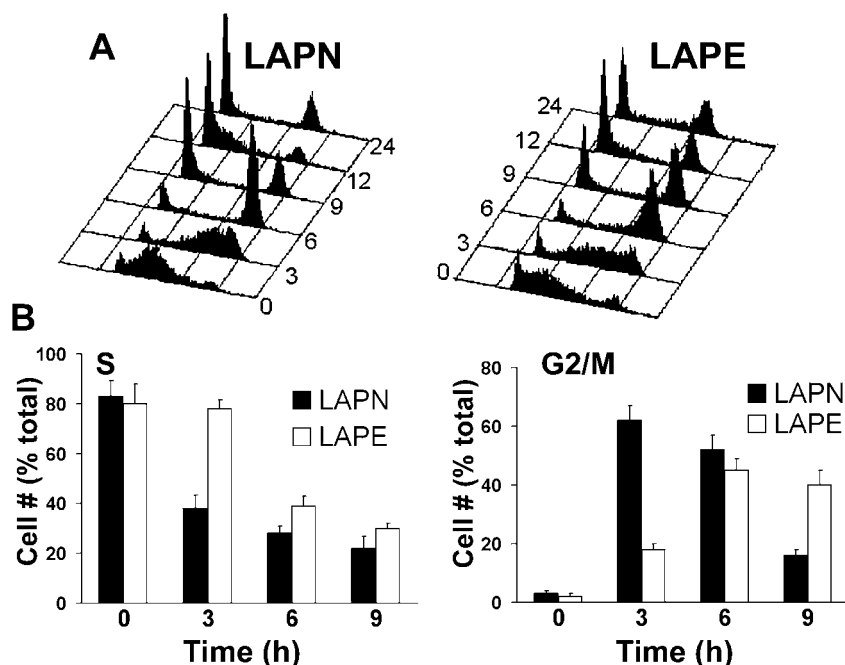 A
LAPN
24
12
9
6
3
0
LAPE
24
12
9
6
3
0
B
S
LAPN
LAPE
Cell # (% total)
100
80
60
40
20
0
0 3 6 9
Time (h)
G2/M
LAPN
LAPE
Cell # (% total)
80
60
40
20
0
0 3 6 9
Time (h)